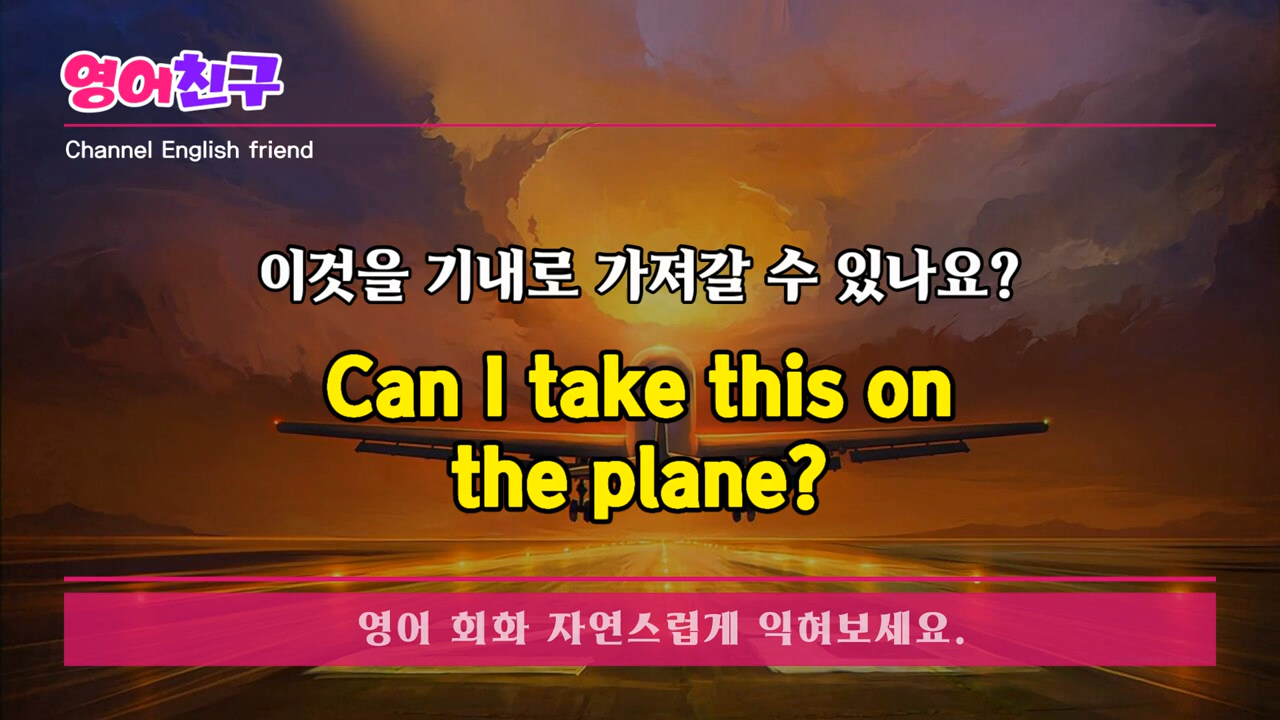 영어친구
Channel English friend
이것을 기내로 가져갈 수 있나요?
Can I take this on
the plane?
영어 회화 자연스럽게 익혀보세요.